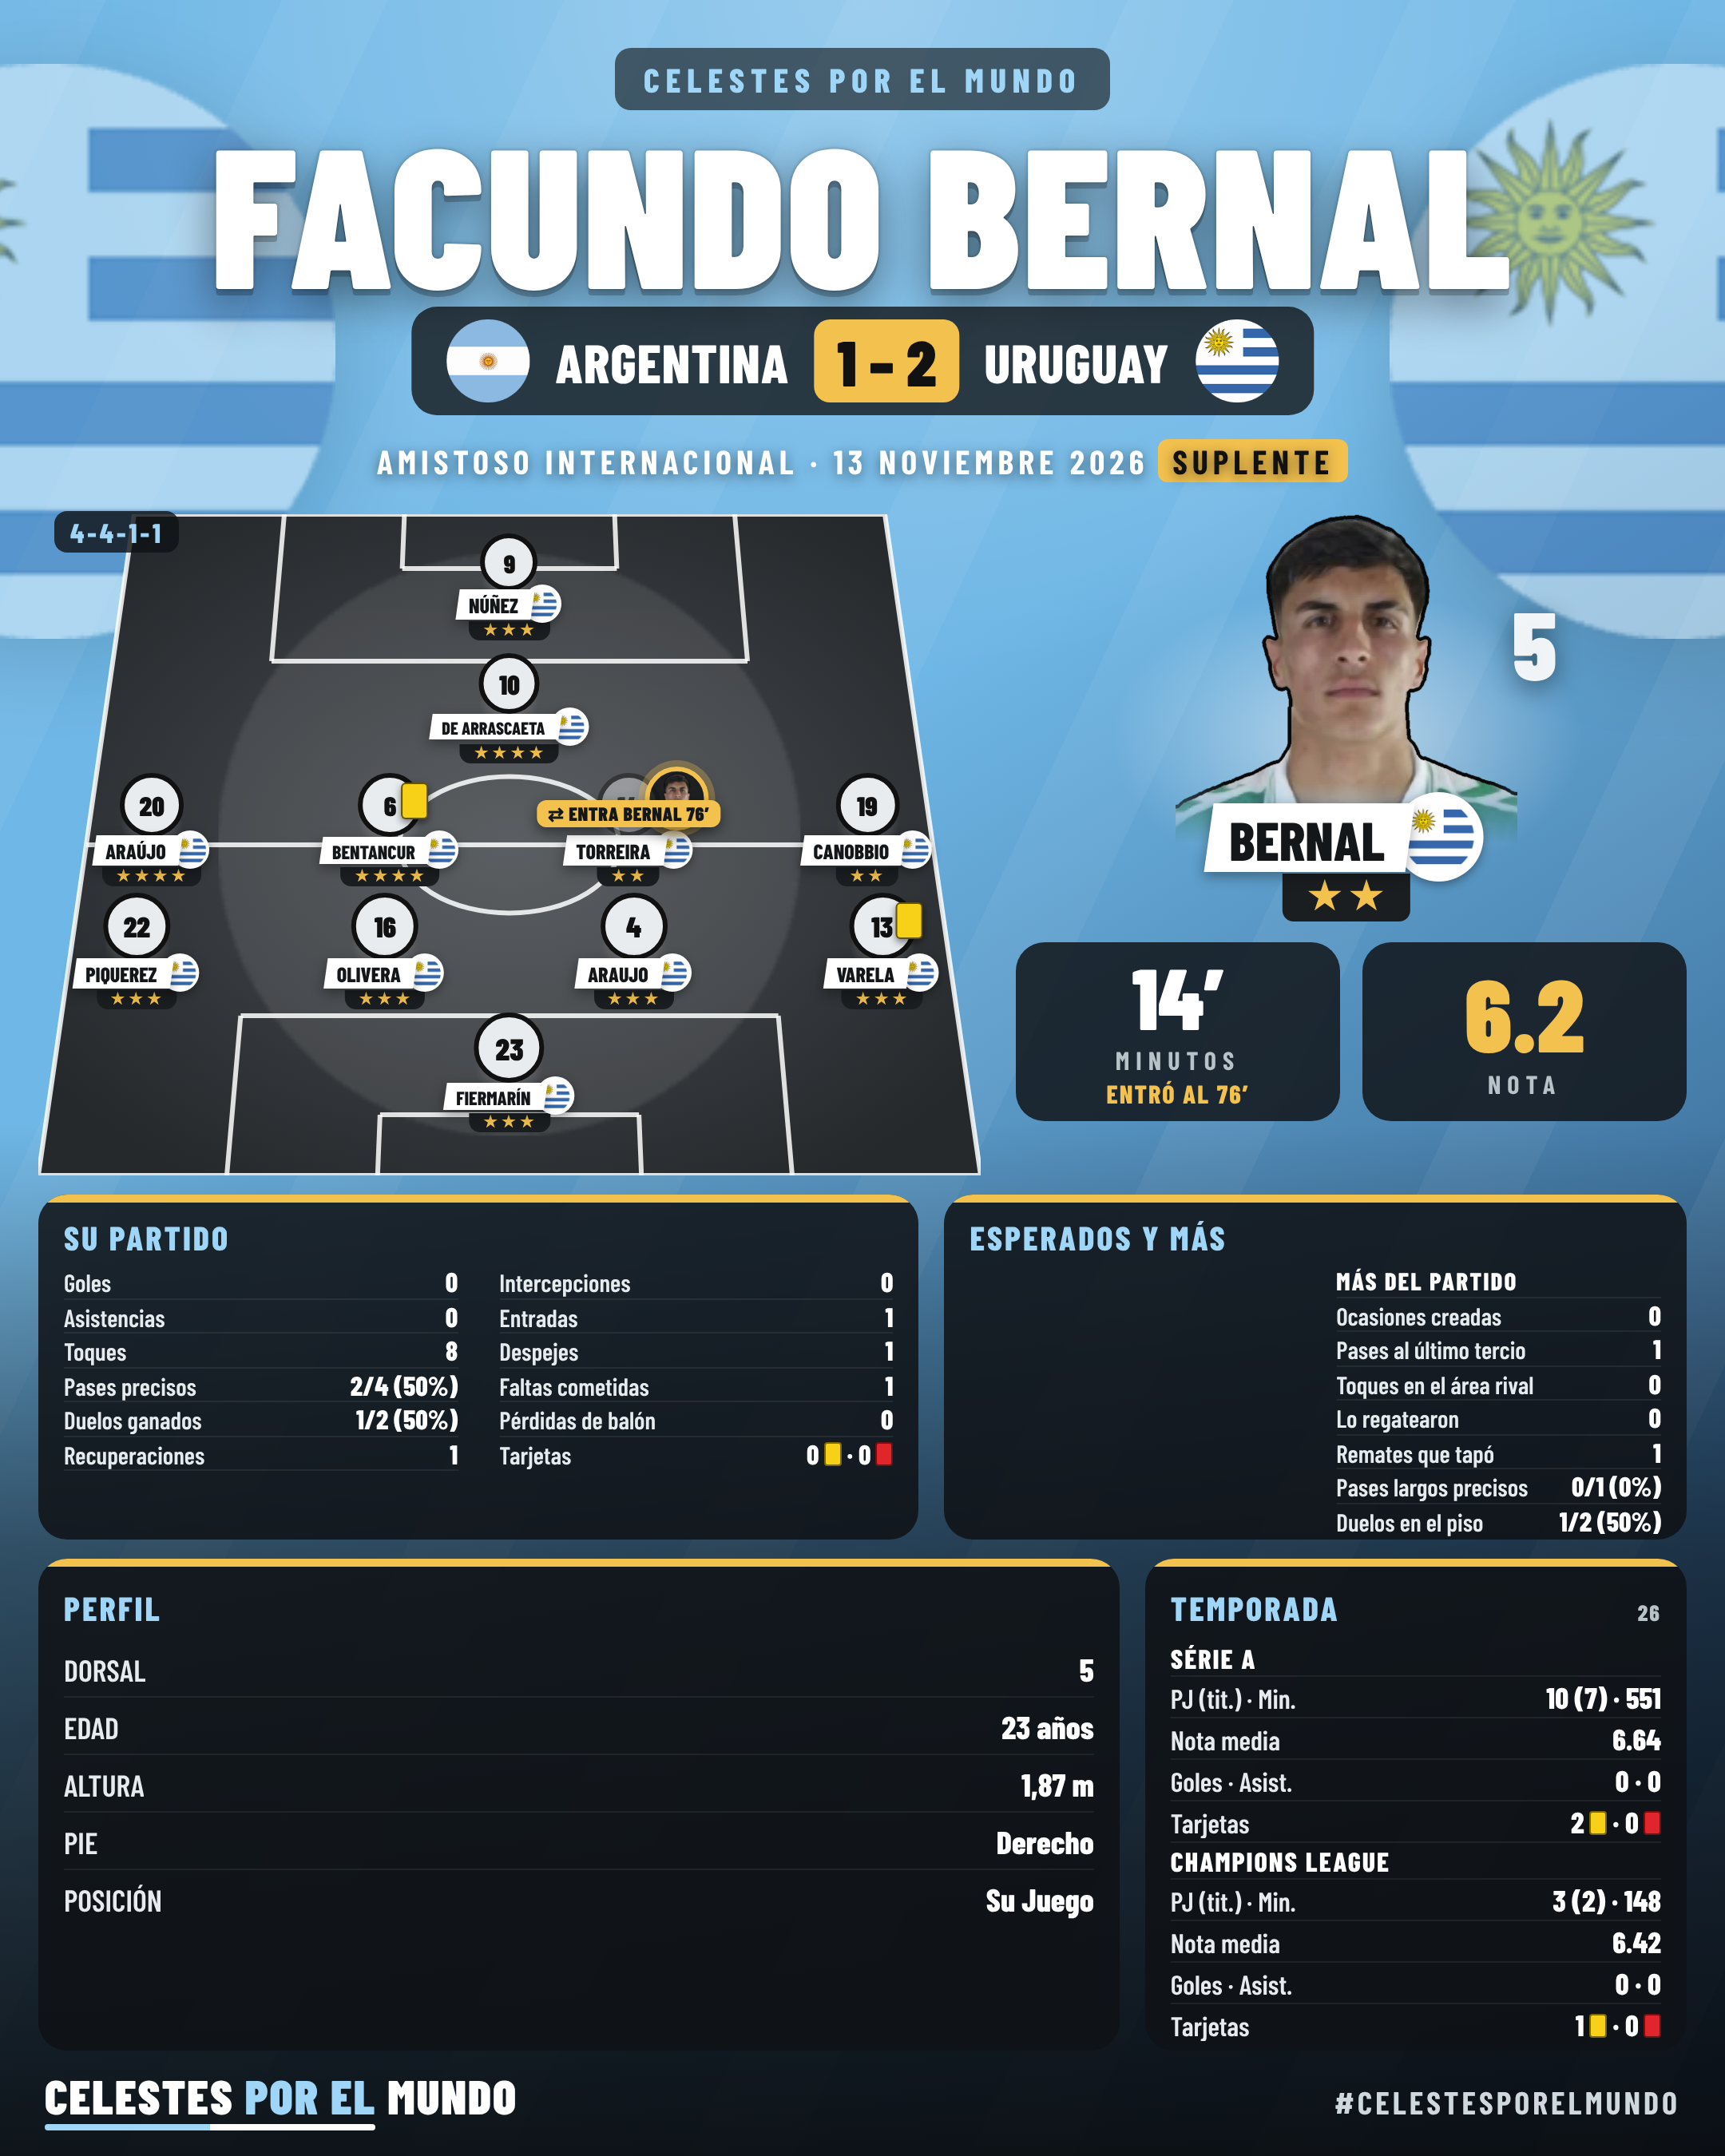 CELESTES POR EL MUNDO
FACUNDO BERNAL
ARGENTINA 1 - 2 URUGUAY
AMISTOSO INTERNACIONAL · 13 NOVIEMBRE 2026 SUPLENTE
4-4-1-1
9
NÚÑEZ
★★★
10
DE ARRASCAETA
★★★★
20
ARAÚJO
★★★★
6
BENTANCUR
★★★★
⇄ ENTRA BERNAL 76'
TORREIRA
★★
19
CANOBBIO
★★
22
PIQUEREZ
★★★
16
OLIVERA
★★★
4
ARAUJO
★★★
13
VARELA
★★★
23
FIERMARÍN
★★★
5
BERNAL
★★
14'
MINUTOS
ENTRÓ AL 76'
6.2
NOTA
SU PARTIDO
Goles 0
Asistencias 0
Toques 8
Pases precisos 2/4 (50%)
Duelos ganados 1/2 (50%)
Recuperaciones 1
Intercepciones 0
Entradas 1
Despejes 1
Faltas cometidas 1
Pérdidas de balón 0
Tarjetas 0 · 0
ESPERADOS Y MÁS
MÁS DEL PARTIDO
Ocasiones creadas 0
Pases al último tercio 1
Toques en el área rival 0
Lo regatearon 0
Remates que tapó 1
Pases largos precisos 0/1 (0%)
Duelos en el piso 1/2 (50%)
PERFIL
DORSAL 5
EDAD 23 años
ALTURA 1,87 m
PIE Derecho
POSICIÓN Su Juego
TEMPORADA 26
SÉRIE A
PJ (tit.) · Min. 10 (7) · 551
Nota media 6.64
Goles · Asist. 0 · 0
Tarjetas 2 · 0
CHAMPIONS LEAGUE
PJ (tit.) · Min. 3 (2) · 148
Nota media 6.42
Goles · Asist. 0 · 0
Tarjetas 1 · 0
CELESTES POR EL MUNDO
#CELESTESPORELMUNDO